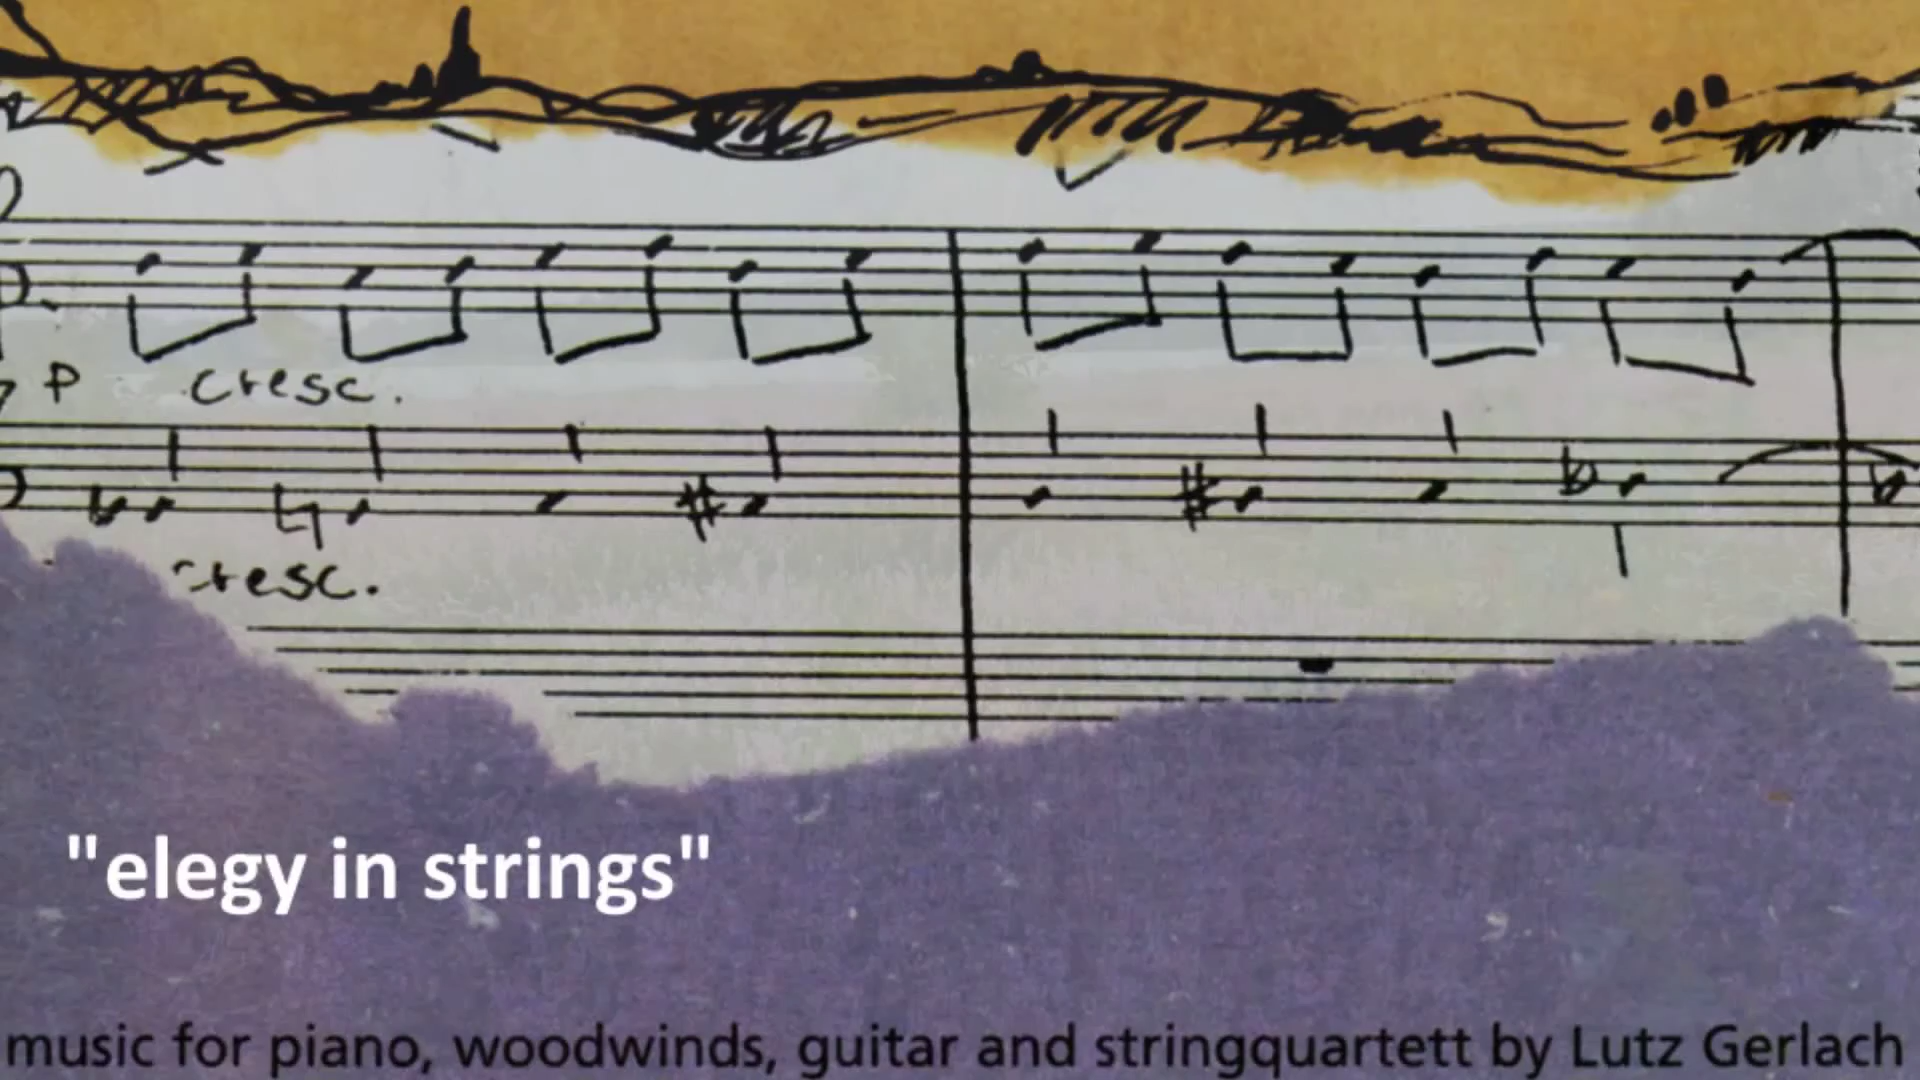 P cresc.
cresc.
"elegy in strings"
music for piano, woodwinds, guitar and stringquartett by Lutz Gerlach